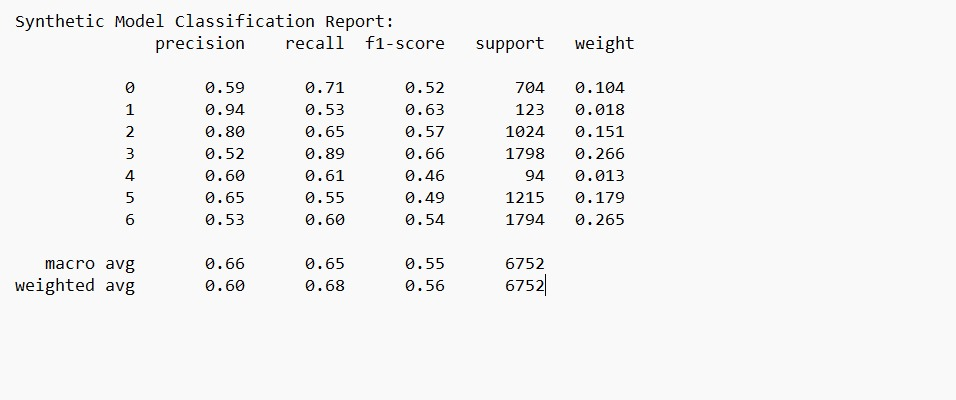 Synthetic Model Classification Report:
precision recall f1-score support weight
0 0.59 0.71 0.52 704 0.104
1 0.94 0.53 0.63 123 0.018
2 0.80 0.65 0.57 1024 0.151
3 0.52 0.89 0.66 1798 0.266
4 0.60 0.61 0.46 94 0.013
5 0.65 0.55 0.49 1215 0.179
6 0.53 0.60 0.54 1794 0.265
macro avg 0.66 0.65 0.55 6752
weighted avg 0.60 0.68 0.56 6752